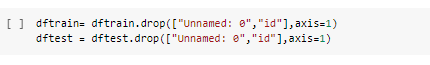 [ ] dftrain= dftrain.drop(["Unnamed: 0","id"],axis=1)
dftest = dftest.drop(["Unnamed: 0","id"],axis=1)